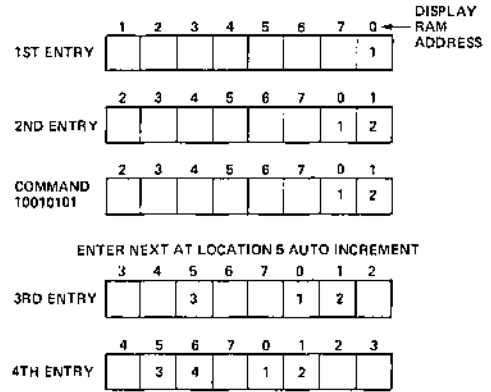 DISPLAY
1 2 3 4 5 6 7 0 RAM
ADDRESS
1ST ENTRY 1
2 3 4 5 6 7 0 1
2ND ENTRY 1 2
2 3 4 5 6 7 0 1
COMMAND
10010101 1 2
ENTER NEXT AT LOCATION 5 AUTO INCREMENT
3 4 5 6 7 0 1 2
3RD ENTRY 3 1 2
4 5 6 7 0 1 2 3
4TH ENTRY 3 4 1 2